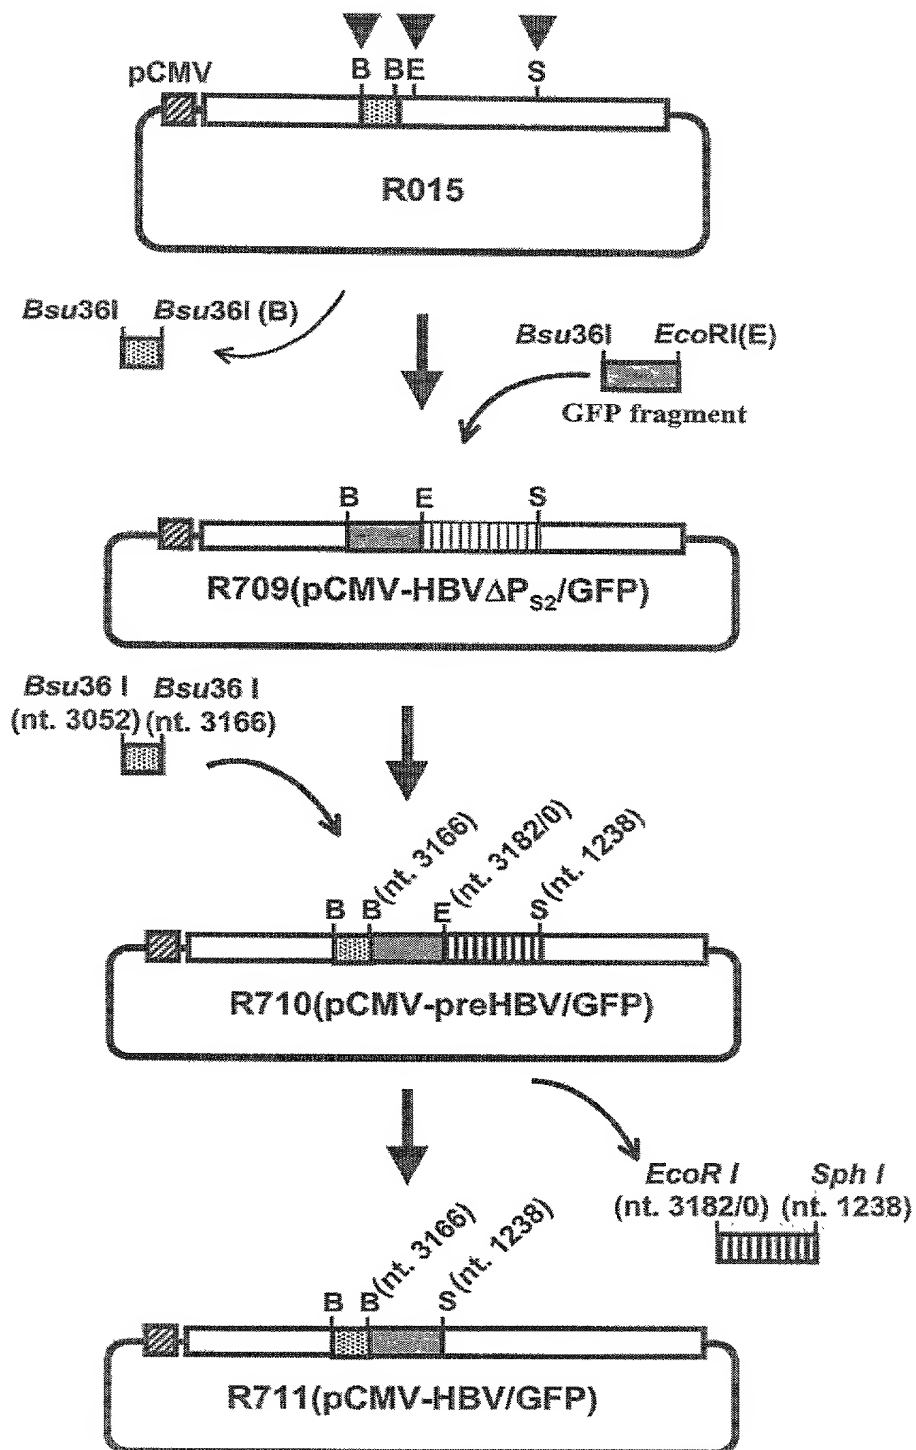 pCMV
B B E S
R015
Bsu36I Bsu36I (B)
Bsu36I EcoRI(E)
GFP fragment
B E S
R709(pCMV-HBVΔPS2/GFP)
Bsu36 I Bsu36 I
(nt. 3052) (nt. 3166)
B B(nt. 3166) E(nt. 3182/0) S(nt. 1238)
R710(pCMV-preHBV/GFP)
EcoR I Sph I
(nt. 3182/0) (nt. 1238)
B B(nt. 3166) S(nt. 1238)
R711(pCMV-HBV/GFP)